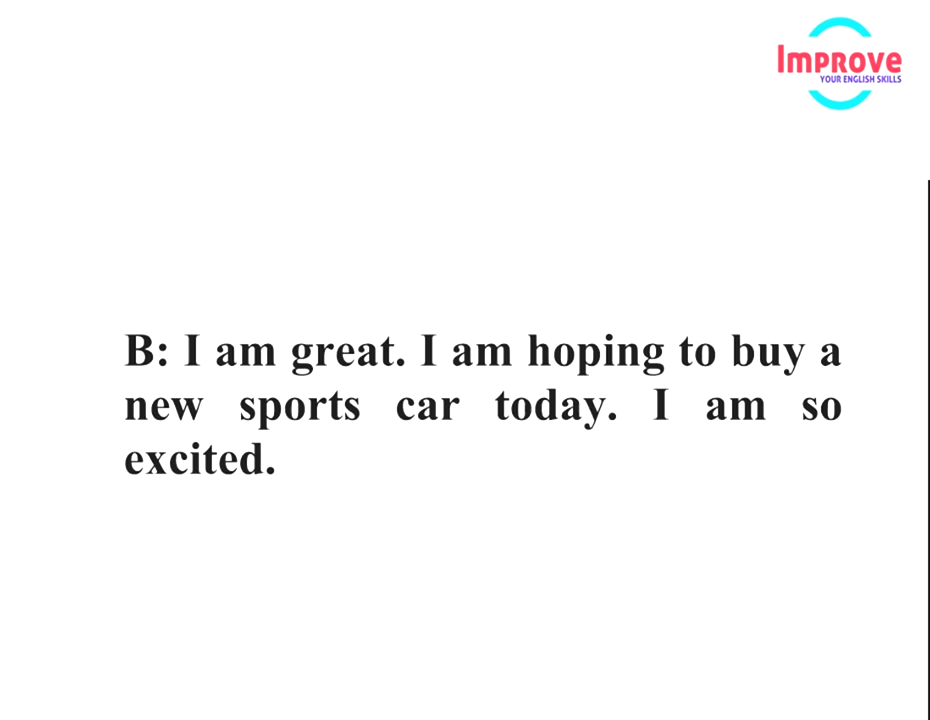 Improve
YOUR ENGLISH SKILLS
B: I am great. I am hoping to buy a
new sports car today. I am so
excited.